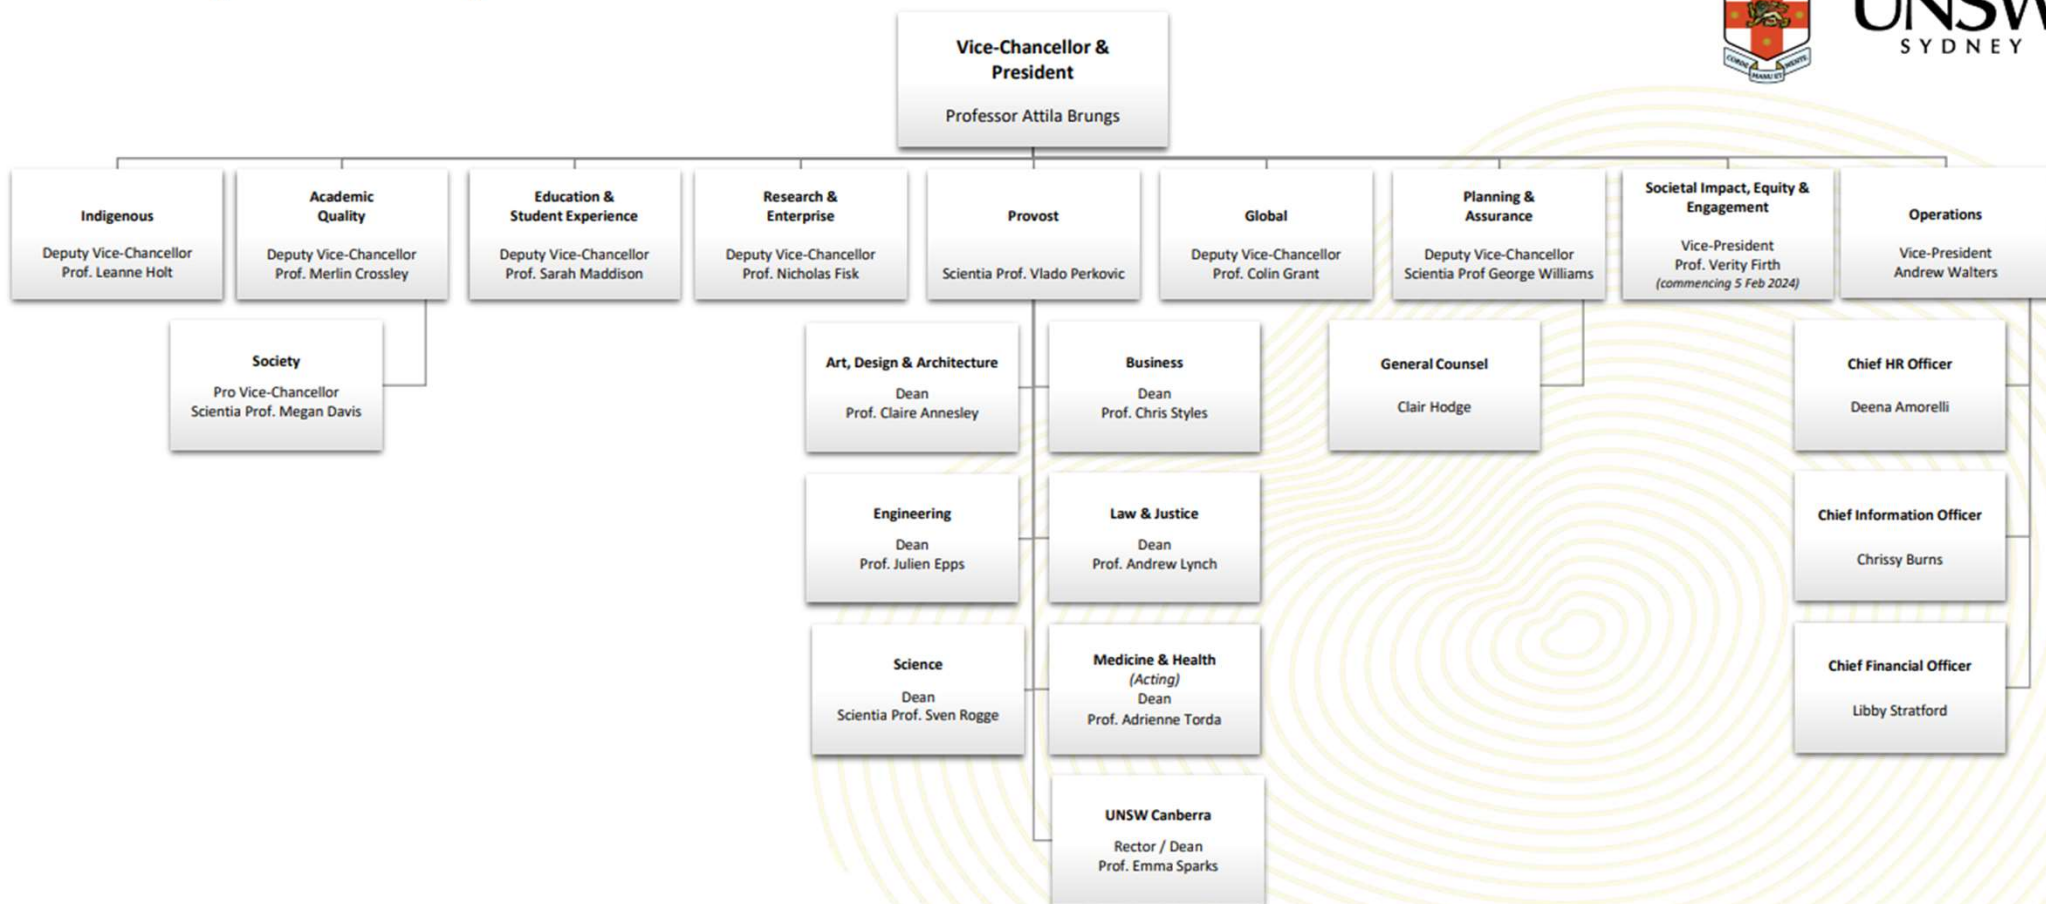 UNSW
SYDNEY
Vice-Chancellor &
President
Professor Attila Brungs
Indigenous
Deputy Vice-Chancellor
Prof. Leanne Holt
Academic
Quality
Deputy Vice-Chancellor
Prof. Merlin Crossley
Education &
Student Experience
Deputy Vice-Chancellor
Prof. Sarah Maddison
Research &
Enterprise
Deputy Vice-Chancellor
Prof. Nicholas Fisk
Provost
Scientia Prof. Vlado Perkovic
Global
Deputy Vice-Chancellor
Prof. Colin Grant
Planning &
Assurance
Deputy Vice-Chancellor
Scientia Prof George Williams
Societal Impact, Equity &
Engagement
Vice-President
Prof. Verity Firth
(commencing 5 Feb 2024)
Operations
Vice-President
Andrew Walters
Society
Pro Vice-Chancellor
Scientia Prof. Megan Davis
Art, Design & Architecture
Dean
Prof. Claire Annesley
Business
Dean
Prof. Chris Styles
General Counsel
Clair Hodge
Chief HR Officer
Deena Amorelli
Engineering
Dean
Prof. Julien Epps
Law & Justice
Dean
Prof. Andrew Lynch
Chief Information Officer
Chrissy Burns
Science
Dean
Scientia Prof. Sven Rogge
Medicine & Health
(Acting)
Dean
Prof. Adrienne Torda
Chief Financial Officer
Libby Stratford
UNSW Canberra
Rector / Dean
Prof. Emma Sparks